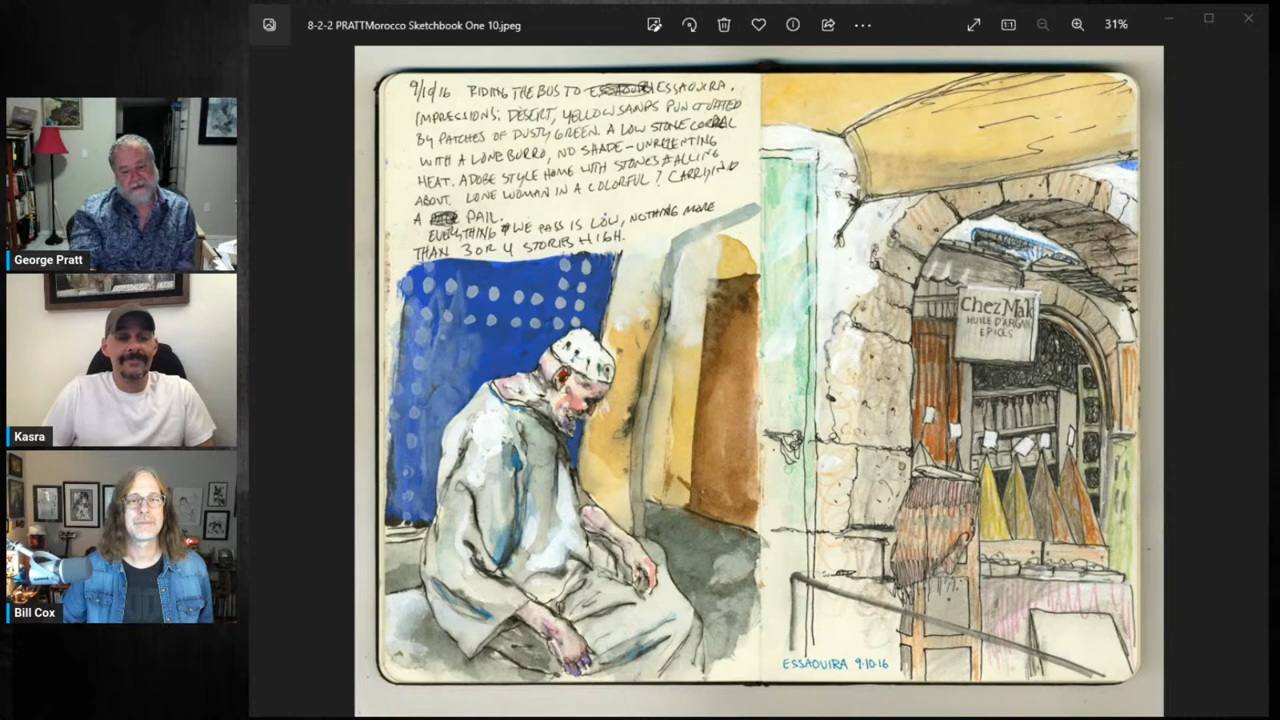 8-2-2 PRATTMorocco Sketchbook One 10.jpeg
31%
George Pratt
Kasra
Bill Cox
9/10/16 RIDING THE BUS TO ESSAOUIRA.
IMPRESSIONS: DESERT, YELLOW SANDS PUNCTUATED
BY PATCHES OF DUSTY GREEN. A LOW STONE CORRAL
WITH A LONE BURRO, NO SHADE - UNRELENTING
HEAT. ADOBE STYLE HOME WITH STONES FALLING
ABOUT. LONE WOMAN IN A COLORFUL ? CARRYING
A PAIL.
EVERYTHING WE PASS IS LOW, NOTHING MORE
THAN 3 OR 4 STORIES HIGH.
Chez Mak
HUILE D'ARGAN
EPICES
ESSAOUIRA 9.10.16